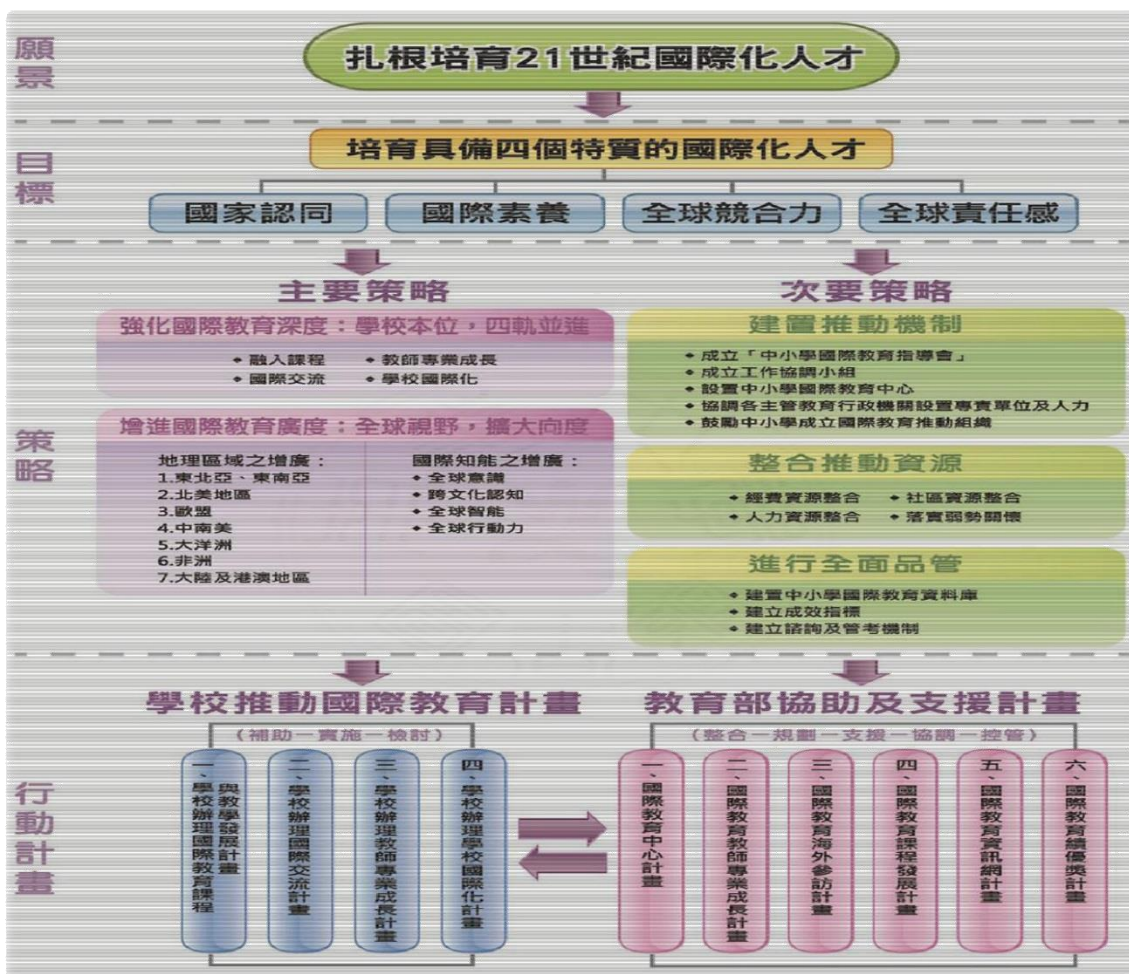 願景
扎根培育21世紀國際化人才
目標
培育具備四個特質的國際化人才
國家認同
國際素養
全球競合力
全球責任感
策略
主要策略
強化國際教育深度：學校本位，四軌並進
◆ 融入課程 ◆ 教師專業成長
◆ 國際交流 ◆ 學校國際化
增進國際教育廣度：全球視野，擴大向度
地理區域之增廣：
1.東北亞、東南亞
2.北美地區
3.歐盟
4.中南美
5.大洋洲
6.非洲
7.大陸及港澳地區
國際知能之增廣：
◆ 全球意識
◆ 跨文化認知
◆ 全球智能
◆ 全球行動力
次要策略
建置推動機制
◆ 成立「中小學國際教育指導會」
◆ 成立工作協調小組
◆ 設置中小學國際教育中心
◆ 協調各主管教育行政機關設置專責單位及人力
◆ 鼓勵中小學成立國際教育推動組織
整合推動資源
◆ 經費資源整合 ◆ 社區資源整合
◆ 人力資源整合 ◆ 落實弱勢關懷
進行全面品管
◆ 建置中小學國際教育資料庫
◆ 建立成效指標
◆ 建立諮詢及管考機制
行動計畫
學校推動國際教育計畫
(補助－實施－檢討)
一、學校辦理國際教育課程
與教學發展計畫
二、學校辦理國際交流計畫
三、學校辦理教師專業成長計畫
四、學校辦理學校國際化計畫
教育部協助及支援計畫
(整合－規劃－支援－協調－控管)
一、國際教育中心計畫
二、國際教育教師專業成長計畫
三、國際教育海外參訪計畫
四、國際教育課程發展計畫
五、國際教育資訊網計畫
六、國際教育績優獎計畫